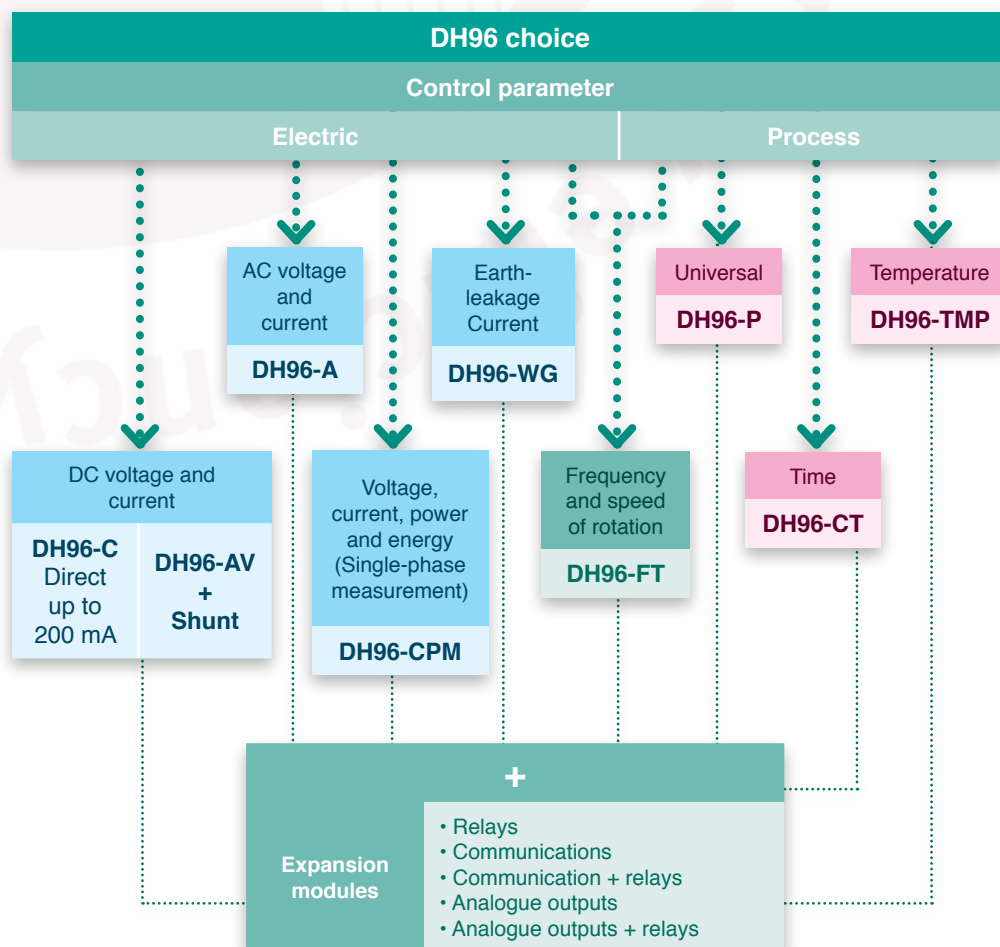 DH96 choice
Control parameter
Electric
Process
AC voltage
and
current
DH96-A
Earth-
leakage
Current
DH96-WG
Universal
DH96-P
Temperature
DH96-TMP
DC voltage and
current
DH96-C
Direct
up to
200 mA
DH96-AV
+
Shunt
Voltage,
current, power
and energy
(Single-phase
measurement)
DH96-CPM
Frequency
and speed
of rotation
DH96-FT
Time
DH96-CT
+
Expansion
modules
• Relays
• Communications
• Communication + relays
• Analogue outputs
• Analogue outputs + relays